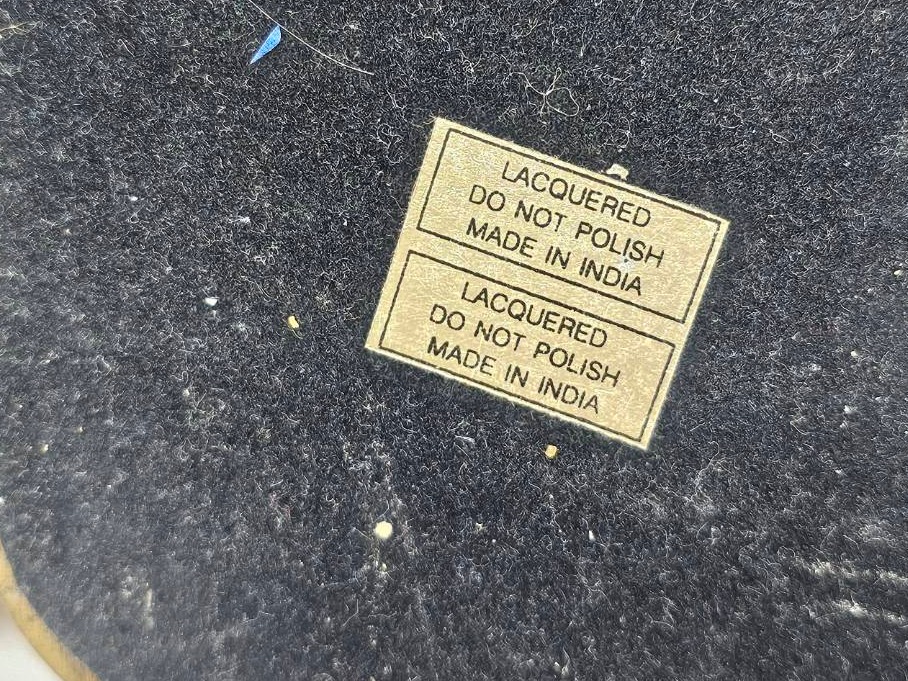 LACQUERED
DO NOT POLISH
MADE IN INDIA
LACQUERED
DO NOT POLISH
MADE IN INDIA